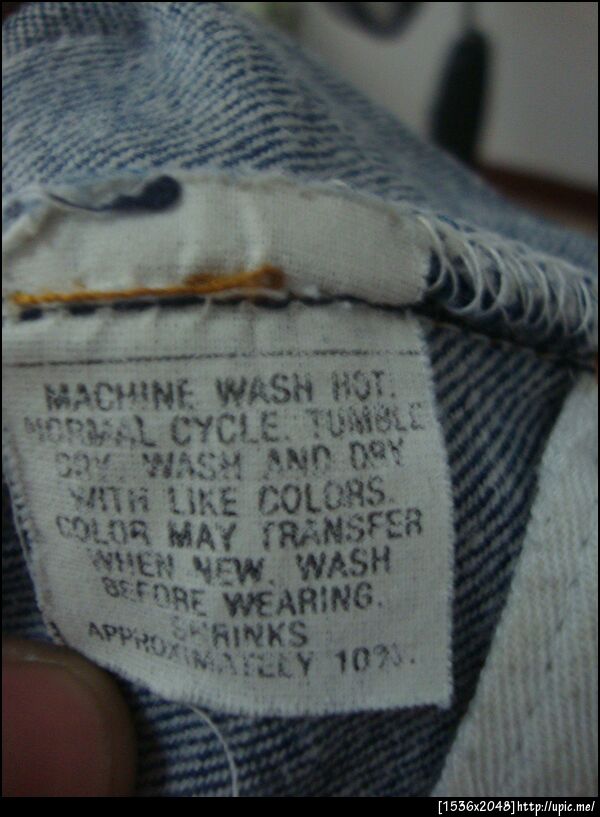 MACHINE WASH HOT.
NORMAL CYCLE. TUMBLE
DRY. WASH AND DRY
WITH LIKE COLORS.
COLOR MAY TRANSFER
WHEN NEW. WASH
BEFORE WEARING.
SHRINKS
APPROXIMATELY 10%.
[1536x2048]http://upic.me/